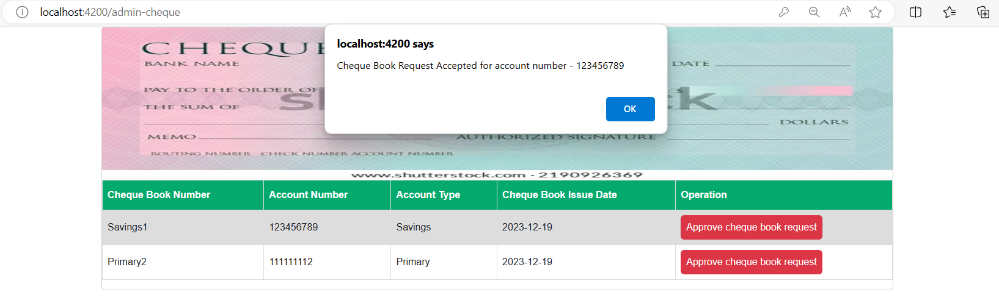 localhost:4200/admin-cheque
localhost:4200 says
Cheque Book Request Accepted for account number - 123456789
OK
CHEQUE
BANK NAME
DATE
PAY TO THE ORDER OF
$
THE SUM OF
DOLLARS
MEMO
AUTHORIZED SIGNATURE
ROUTING NUMBER CHECK NUMBER ACCOUNT NUMBER
www.shutterstock.com · 2190926369
Cheque Book Number Account Number Account Type Cheque Book Issue Date Operation
Savings1 123456789 Savings 2023-12-19 Approve cheque book request
Primary2 111111112 Primary 2023-12-19 Approve cheque book request